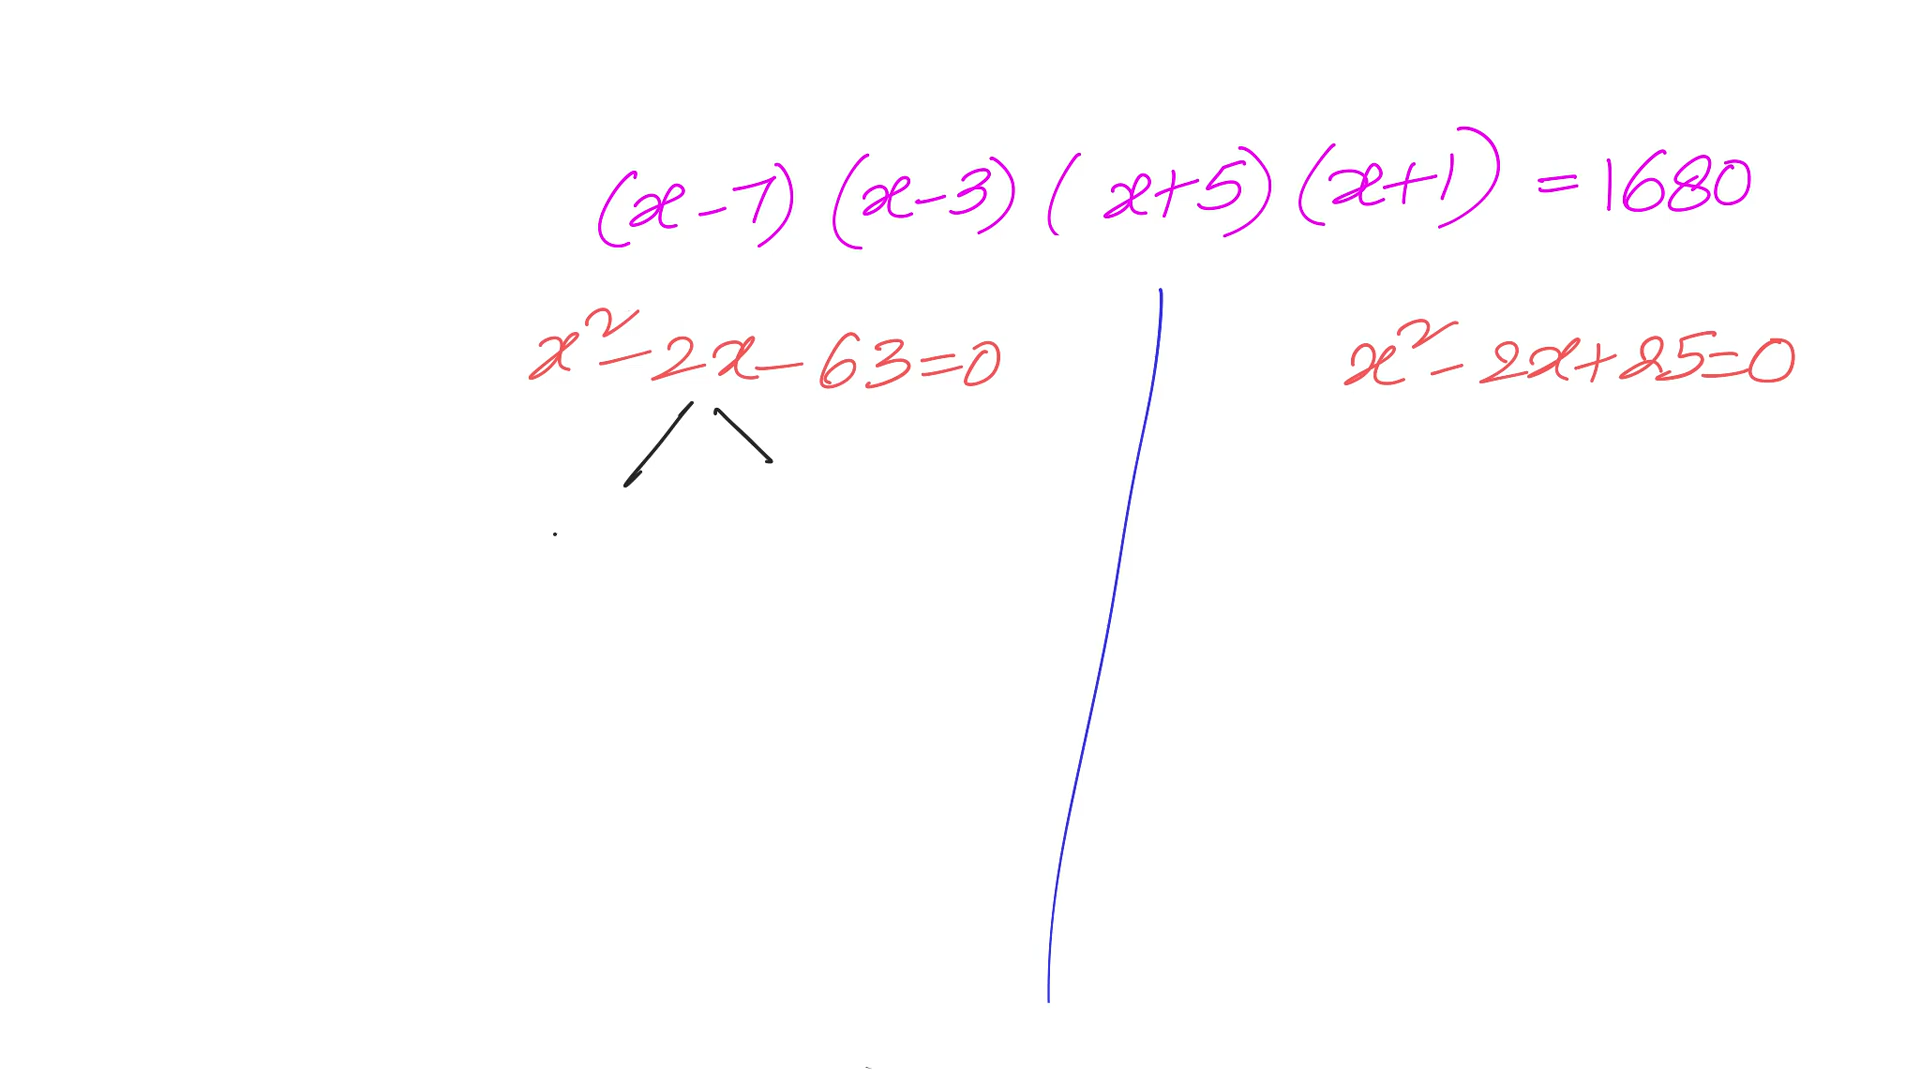 (x-7) (x-3) (x+5) (x+1) = 1680
x²-2x-63=0
x²-2x+25=0